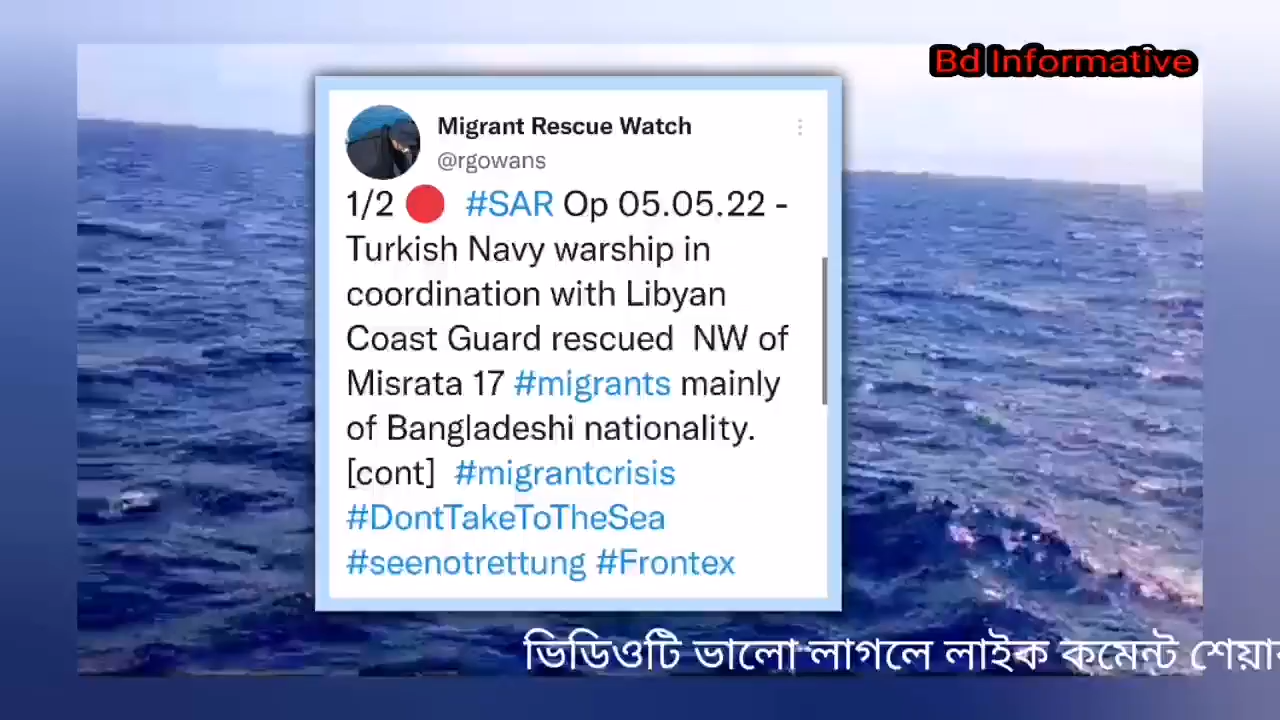 Bd Informative
Migrant Rescue Watch
@rgowans
1/2 🔴 #SAR Op 05.05.22 -
Turkish Navy warship in
coordination with Libyan
Coast Guard rescued NW of
Misrata 17 #migrants mainly
of Bangladeshi nationality.
[cont] #migrantcrisis
#DontTakeToTheSea
#seenotrettung #Frontex
ভিডিওটি ভালো লাগলে লাইক কমেন্ট